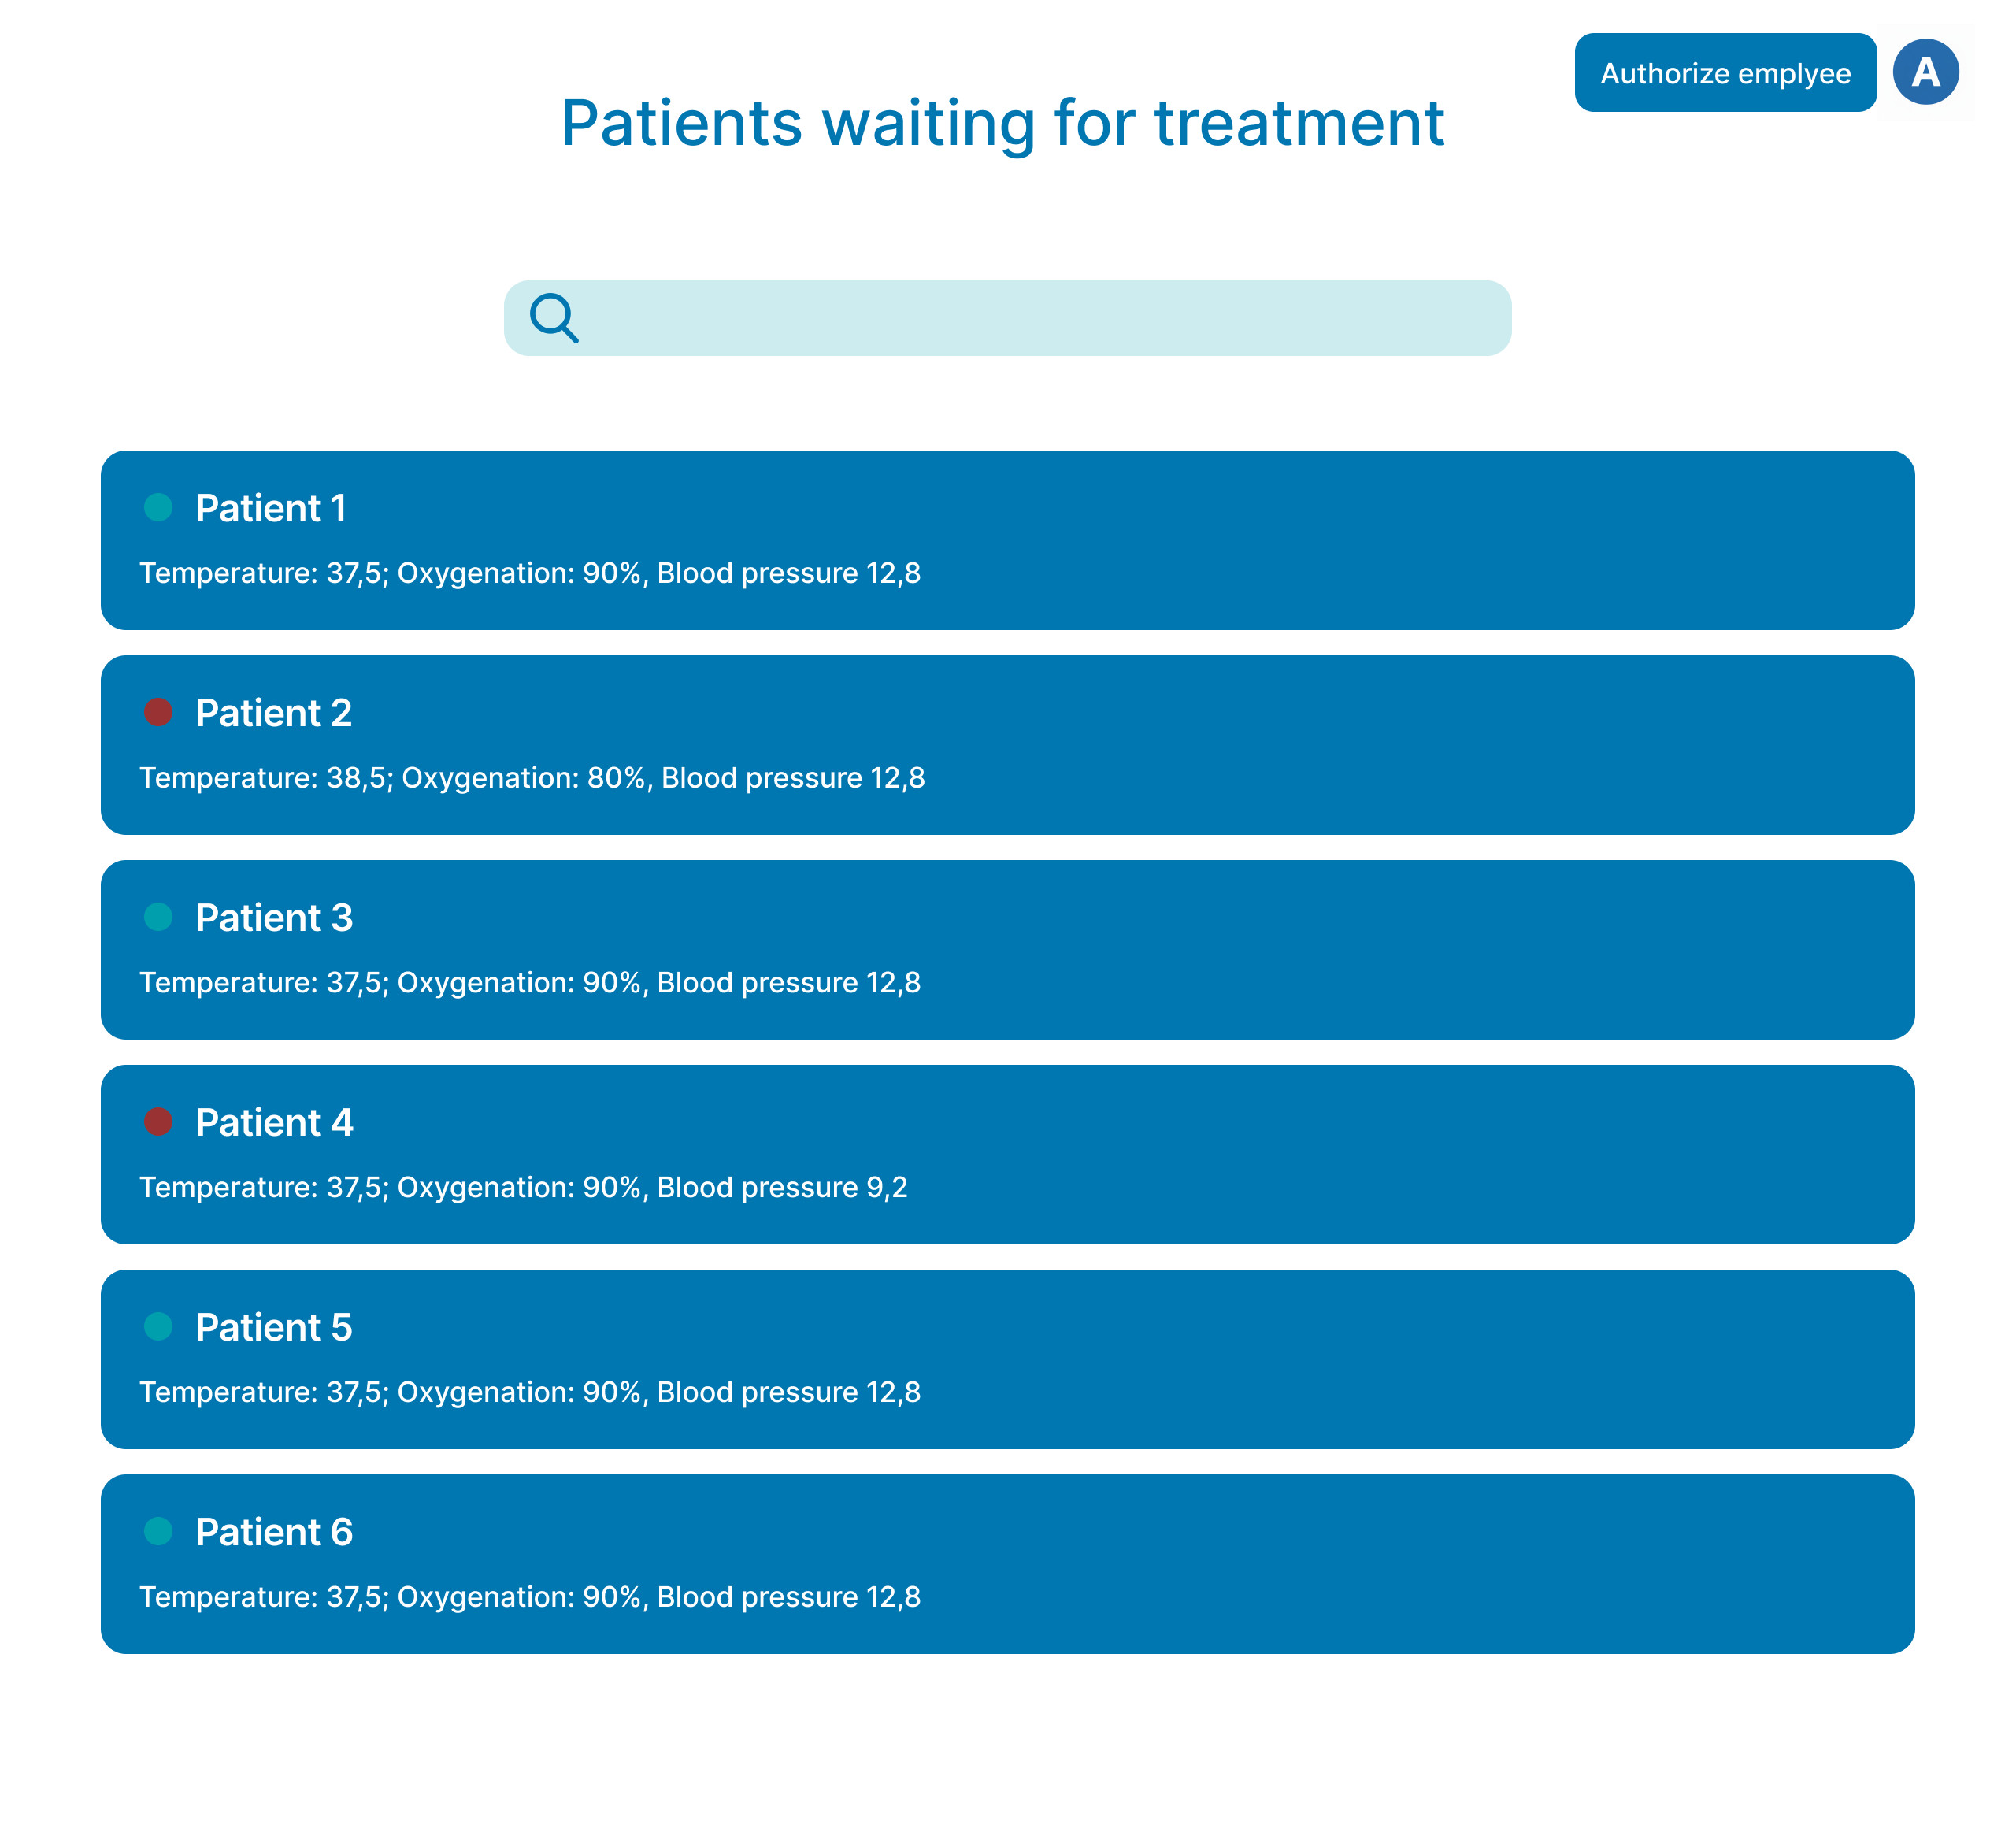 Authorize emplyee
A
Patients waiting for treatment
Patient 1
Temperature: 37,5; Oxygenation: 90%, Blood pressure 12,8
Patient 2
Temperature: 38,5; Oxygenation: 80%, Blood pressure 12,8
Patient 3
Temperature: 37,5; Oxygenation: 90%, Blood pressure 12,8
Patient 4
Temperature: 37,5; Oxygenation: 90%, Blood pressure 9,2
Patient 5
Temperature: 37,5; Oxygenation: 90%, Blood pressure 12,8
Patient 6
Temperature: 37,5; Oxygenation: 90%, Blood pressure 12,8